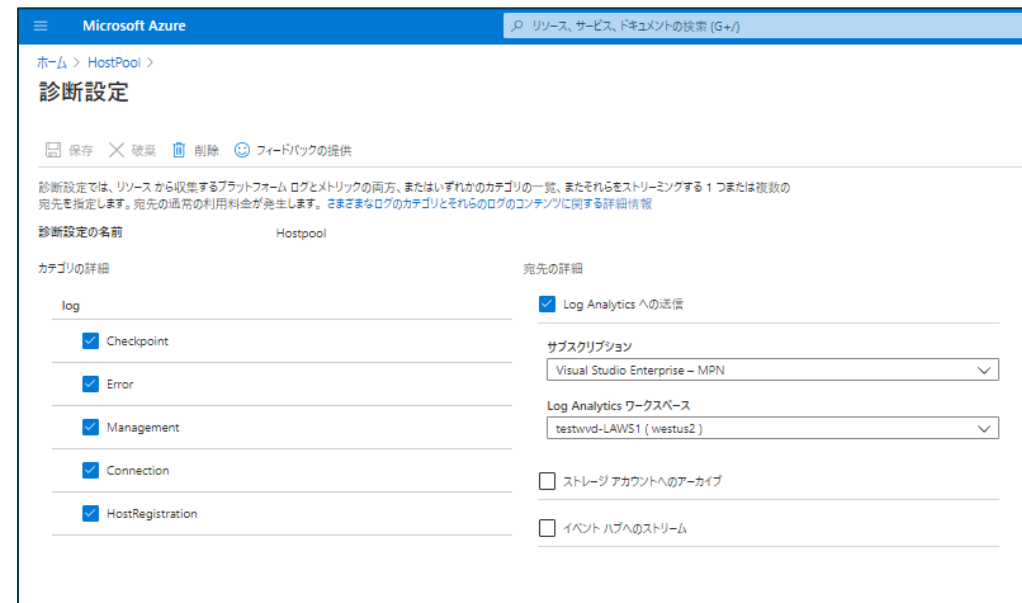 Microsoft Azure
リソース、サービス、ドキュメントの検索 (G+/)
ホーム > HostPool >
診断設定
保存 破棄 削除 フィードバックの提供
診断設定では、リソース から収集するプラットフォーム ログとメトリックの両方、またはいずれかのカテゴリの一覧、またそれらをストリーミングする 1 つまたは複数の
宛先を指定します。宛先の通常の利用料金が発生します。さまざまなログのカテゴリとそれらのログのコンテンツに関する詳細情報
診断設定の名前 Hostpool
カテゴリの詳細
log
Checkpoint
Error
Management
Connection
HostRegistration
宛先の詳細
Log Analytics への送信
サブスクリプション
Visual Studio Enterprise – MPN
Log Analytics ワークスペース
testwvd-LAWS1 ( westus2 )
ストレージ アカウントへのアーカイブ
イベント ハブへのストリーム